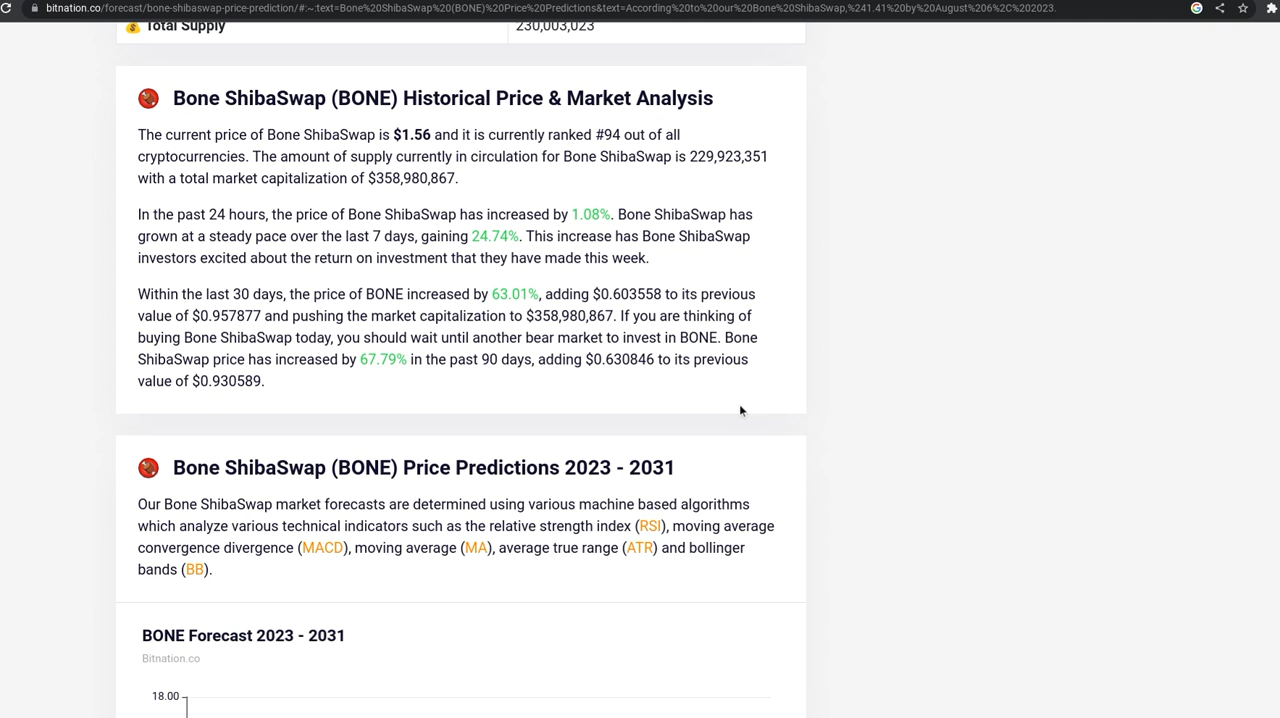 bitnation.co/forecast/bone-shibaswap-price-prediction/#:~:text=Bone%20ShibaSwap%20(BONE)%20Price%20Predictions&text=According%20to%20our%20Bone%20ShibaSwap,%241.41%20by%20August%206%2C%202023.
Total Supply 230,003,023
Bone ShibaSwap (BONE) Historical Price & Market Analysis
The current price of Bone ShibaSwap is $1.56 and it is currently ranked #94 out of all
cryptocurrencies. The amount of supply currently in circulation for Bone ShibaSwap is 229,923,351
with a total market capitalization of $358,980,867.
In the past 24 hours, the price of Bone ShibaSwap has increased by 1.08%. Bone ShibaSwap has
grown at a steady pace over the last 7 days, gaining 24.74%. This increase has Bone ShibaSwap
investors excited about the return on investment that they have made this week.
Within the last 30 days, the price of BONE increased by 63.01%, adding $0.603558 to its previous
value of $0.957877 and pushing the market capitalization to $358,980,867. If you are thinking of
buying Bone ShibaSwap today, you should wait until another bear market to invest in BONE. Bone
ShibaSwap price has increased by 67.79% in the past 90 days, adding $0.630846 to its previous
value of $0.930589.
Bone ShibaSwap (BONE) Price Predictions 2023 - 2031
Our Bone ShibaSwap market forecasts are determined using various machine based algorithms
which analyze various technical indicators such as the relative strength index (RSI), moving average
convergence divergence (MACD), moving average (MA), average true range (ATR) and bollinger
bands (BB).
BONE Forecast 2023 - 2031
Bitnation.co
18.00